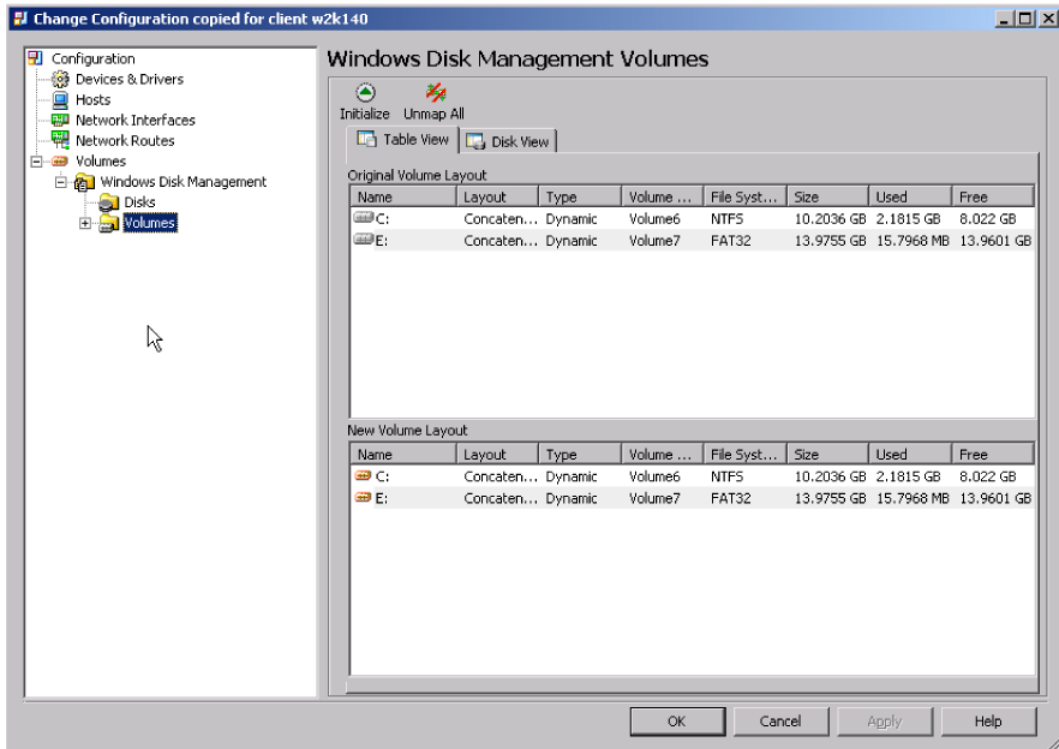 Change Configuration copied for client w2k140
Configuration
Devices & Drivers
Hosts
Network Interfaces
Network Routes
Volumes
Windows Disk Management
Disks
Volumes
Windows Disk Management Volumes
Initialize Unmap All
Table View Disk View
Original Volume Layout
Name Layout Type Volume ... File Syst... Size Used Free
C: Concaten... Dynamic Volume6 NTFS 10.2036 GB 2.1815 GB 8.022 GB
E: Concaten... Dynamic Volume7 FAT32 13.9755 GB 15.7968 MB 13.9601 GB
New Volume Layout
Name Layout Type Volume ... File Syst... Size Used Free
C: Concaten... Dynamic Volume6 NTFS 10.2036 GB 2.1815 GB 8.022 GB
E: Concaten... Dynamic Volume7 FAT32 13.9755 GB 15.7968 MB 13.9601 GB
OK Cancel Apply Help